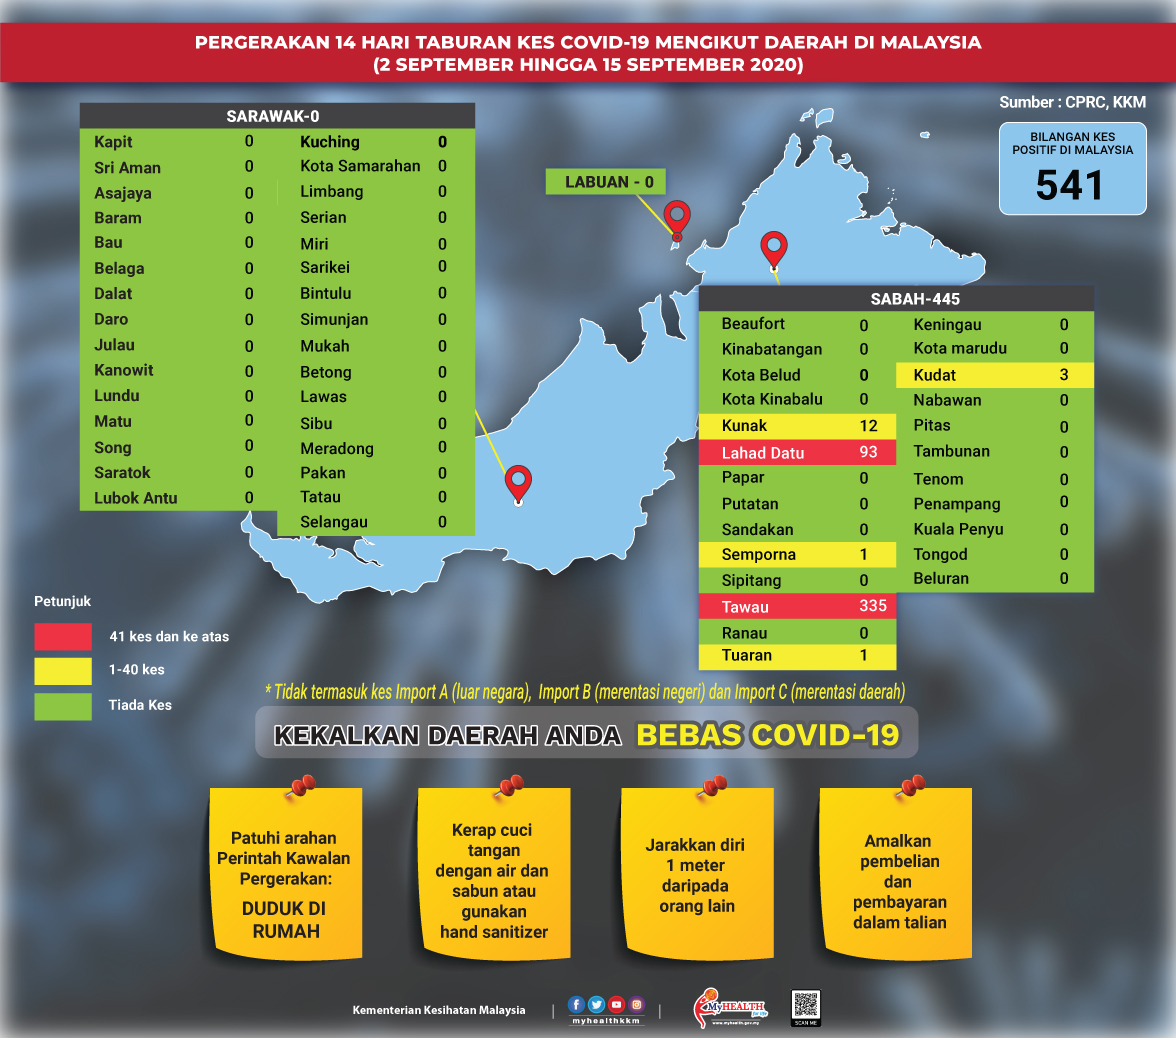 PERGERAKAN 14 HARI TABURAN KES COVID-19 MENGIKUT DAERAH DI MALAYSIA
(2 SEPTEMBER HINGGA 15 SEPTEMBER 2020)
Sumber : CPRC, KKM
BILANGAN KES
POSITIF DI MALAYSIA
541
SARAWAK-0
Kapit 0 Kuching 0
Sri Aman 0 Kota Samarahan 0
Asajaya 0 Limbang 0
Baram 0 Serian 0
Bau 0 Miri 0
Belaga 0 Sarikei 0
Dalat 0 Bintulu 0
Daro 0 Simunjan 0
Julau 0 Mukah 0
Kanowit 0 Betong 0
Lundu 0 Lawas 0
Matu 0 Sibu 0
Song 0 Meradong 0
Saratok 0 Pakan 0
Lubok Antu 0 Tatau 0
Selangau 0
LABUAN - 0
SABAH-445
Beaufort 0 Keningau 0
Kinabatangan 0 Kota marudu 0
Kota Belud 0 Kudat 3
Kota Kinabalu 0 Nabawan 0
Kunak 12 Pitas 0
Lahad Datu 93 Tambunan 0
Papar 0 Tenom 0
Putatan 0 Penampang 0
Sandakan 0 Kuala Penyu 0
Semporna 1 Tongod 0
Sipitang 0 Beluran 0
Tawau 335
Ranau 0
Tuaran 1
Petunjuk
41 kes dan ke atas
1-40 kes
Tiada Kes
* Tidak termasuk kes Import A (luar negara), Import B (merentasi negeri) dan Import C (merentasi daerah)
KEKALKAN DAERAH ANDA BEBAS COVID-19
Patuhi arahan
Perintah Kawalan
Pergerakan:
DUDUK DI
RUMAH
Kerap cuci
tangan
dengan air dan
sabun atau
gunakan
hand sanitizer
Jarakkan diri
1 meter
daripada
orang lain
Amalkan
pembelian
dan
pembayaran
dalam talian
Kementerian Kesihatan Malaysia
myhealthkkm
MyHEALTH
for life
www.myhealth.gov.my
SCAN ME